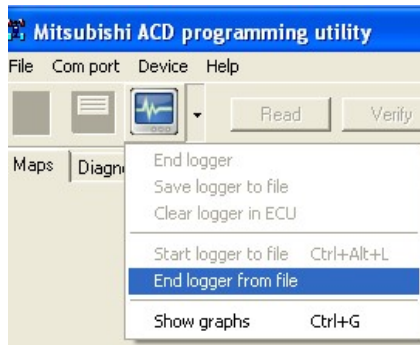 Mitsubishi ACD programming utility
File Com port Device Help
Read Verify
Maps
End logger
Save logger to file
Clear logger in ECU
Start logger to file Ctrl+Alt+L
End logger from file
Show graphs Ctrl+G